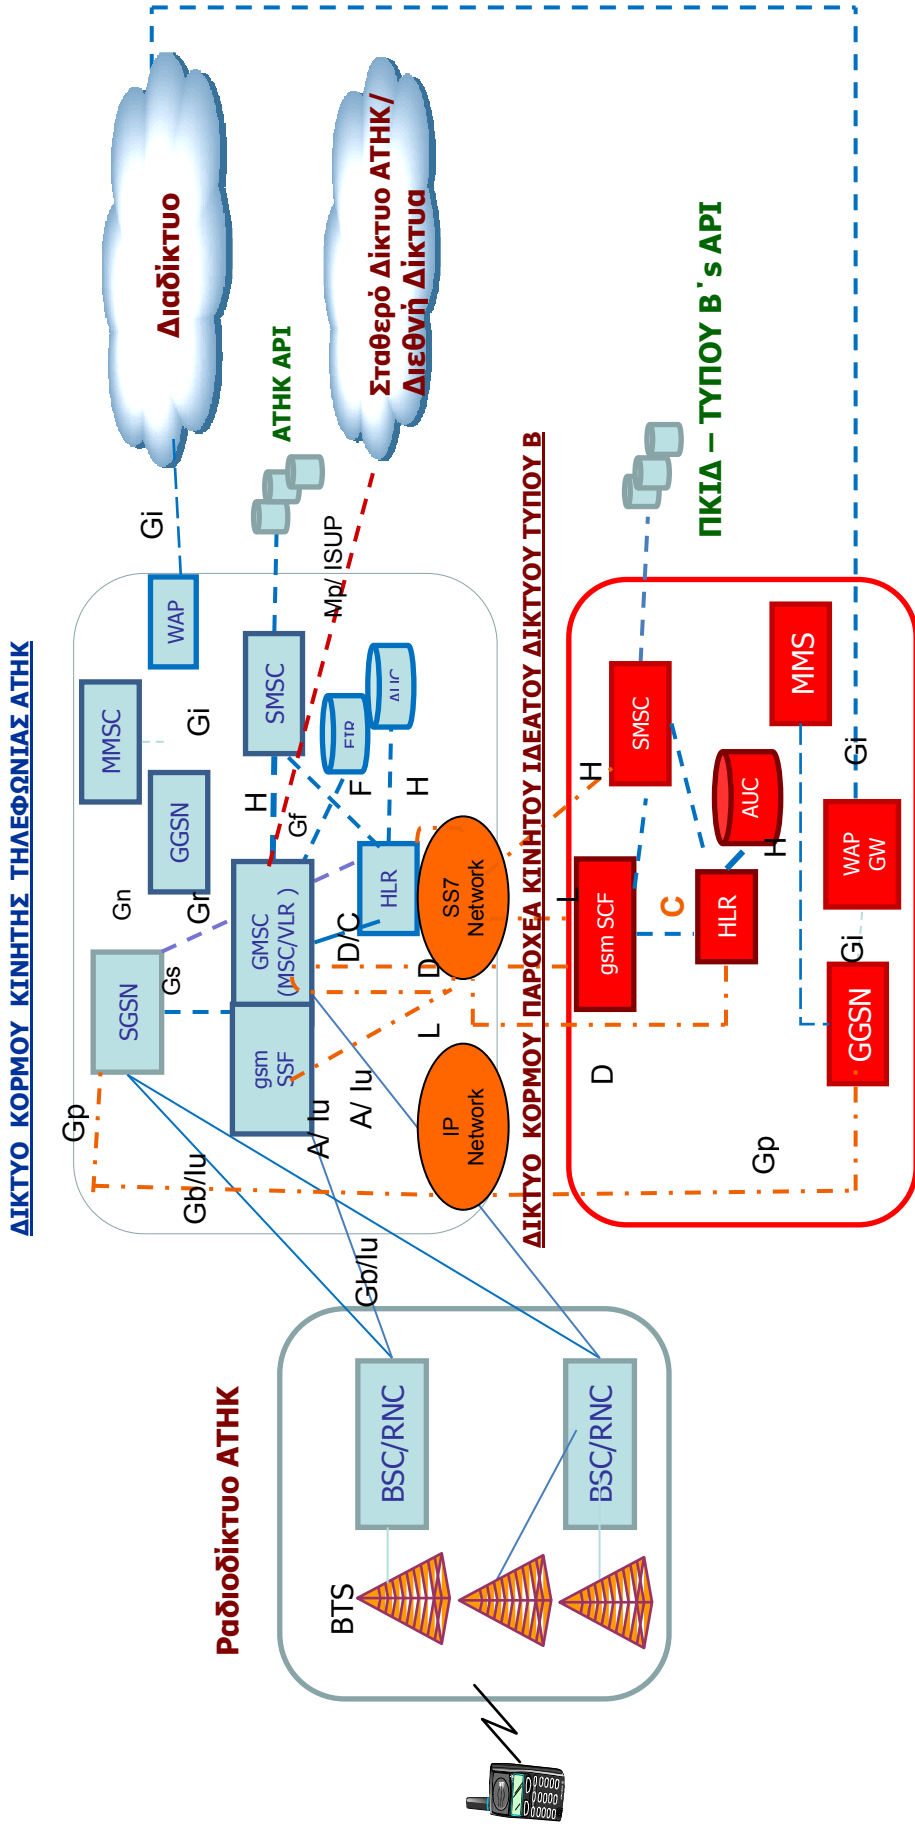 ΔΙΚΤΥΟ ΚΟΡΜΟΥ ΚΙΝΗΤΗΣ ΤΗΛΕΦΩΝΙΑΣ ΑΤΗΚ
Ραδιοδίκτυο ΑΤΗΚ
BTS
BSC/RNC
BSC/RNC
Gb/Iu
Gb/Iu
Gp
SGSN
Gs
Gn
Gr
GGSN
MMSC
Gi
WAP
Gi
Διαδίκτυο
gsm
SSF
GMSC
(MSC/VLR )
A/ Iu
A/ Iu
H
Gf
SMSC
ΑΤΗΚ API
Mp/ ISUP
Σταθερό Δίκτυο ΑΤΗΚ/
Διεθνή Δίκτυα
F
H
D/C
HLR
D
L
IP
Network
SS7
Network
ΔΙΚΤΥΟ ΚΟΡΜΟΥ ΠΑΡΟΧΕΑ ΚΙΝΗΤΟΥ ΙΔΕΑΤΟΥ ΔΙΚΤΥΟΥ ΤΥΠΟΥ Β
L
H
gsm SCF
SMSC
D
C
HLR
H
AUC
ΠΚΙΔ – ΤΥΠΟΥ Β΄s API
MMS
Gp
GGSN
Gi
WAP
GW
Gi